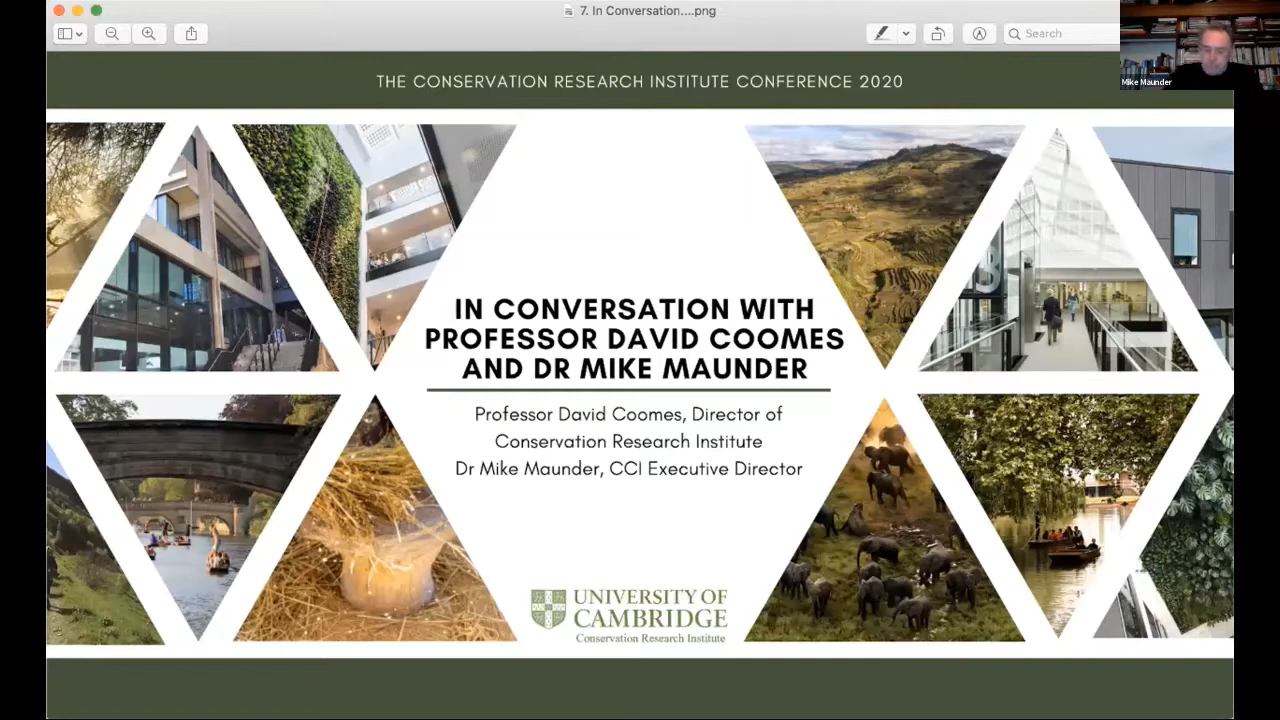 7. In Conversation....png
Search
Mike Maunder
THE CONSERVATION RESEARCH INSTITUTE CONFERENCE 2020
IN CONVERSATION WITH
PROFESSOR DAVID COOMES
AND DR MIKE MAUNDER
Professor David Coomes, Director of
Conservation Research Institute
Dr Mike Maunder, CCI Executive Director
UNIVERSITY OF
CAMBRIDGE
Conservation Research Institute